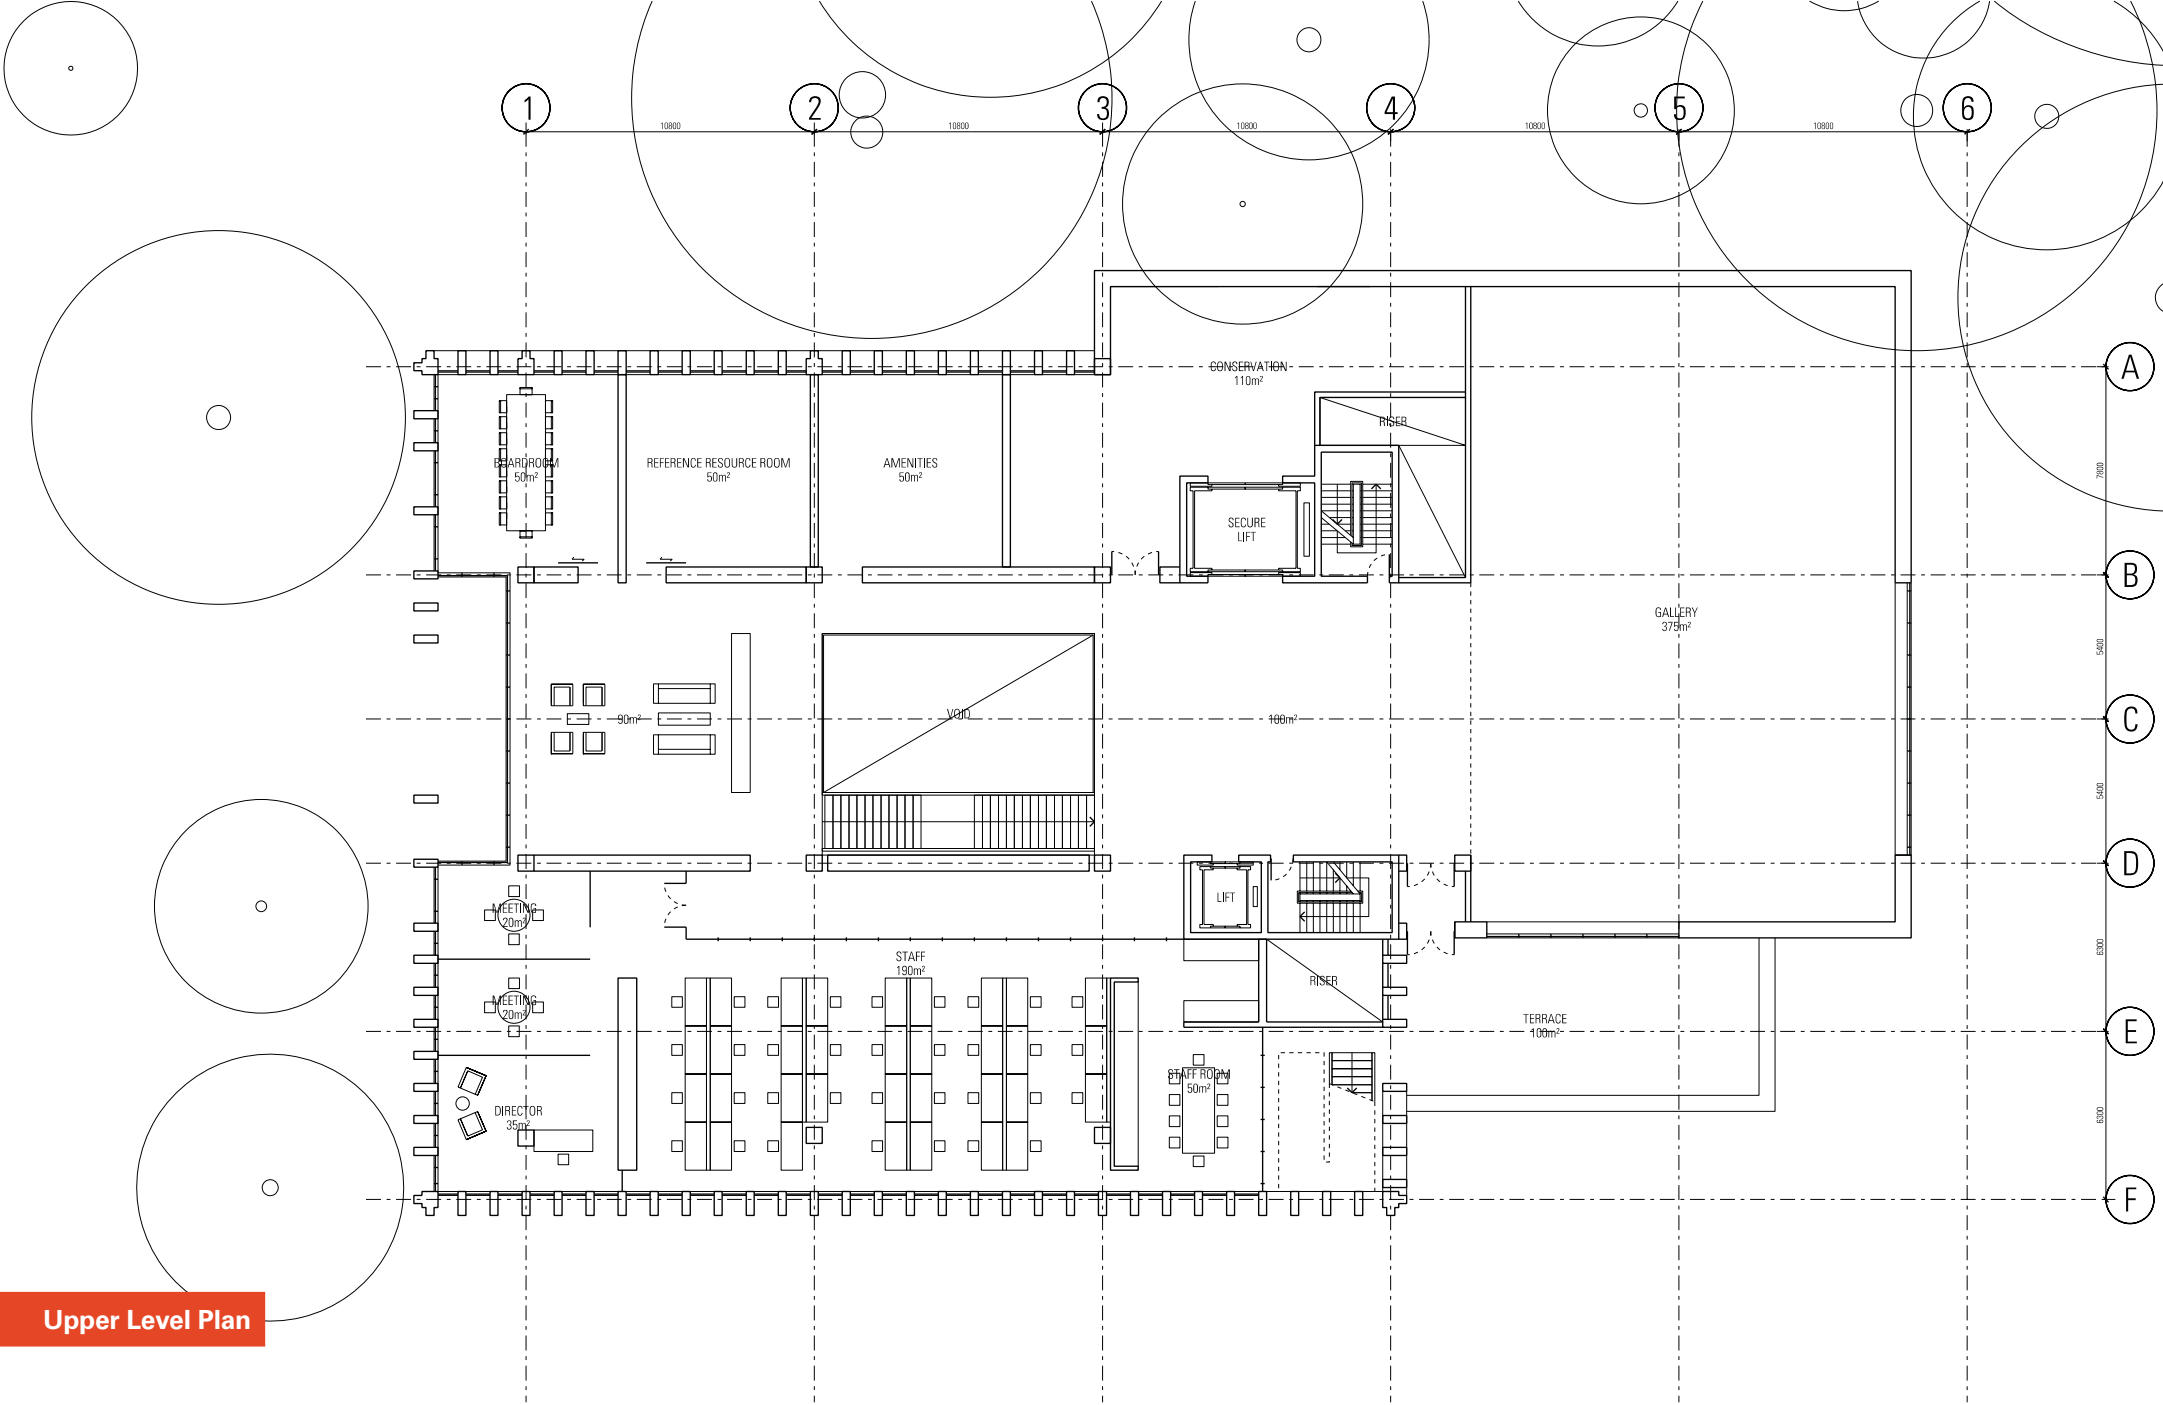 1 2 3 4 5 6
10800 10800 10800 10800 10800
A
CONSERVATION
110m²
RISER
BOARDROOM
50m²
REFERENCE RESOURCE ROOM
50m²
AMENITIES
50m²
7800
SECURE
LIFT
B
GALLERY
375m²
5400
VOID
90m²
100m²
C
5400
D
LIFT
MEETING
20m²
STAFF
190m²
6300
RISER
MEETING
20m²
TERRACE
100m²
E
STAFF ROOM
50m²
DIRECTOR
35m²
6300
F
Upper Level Plan